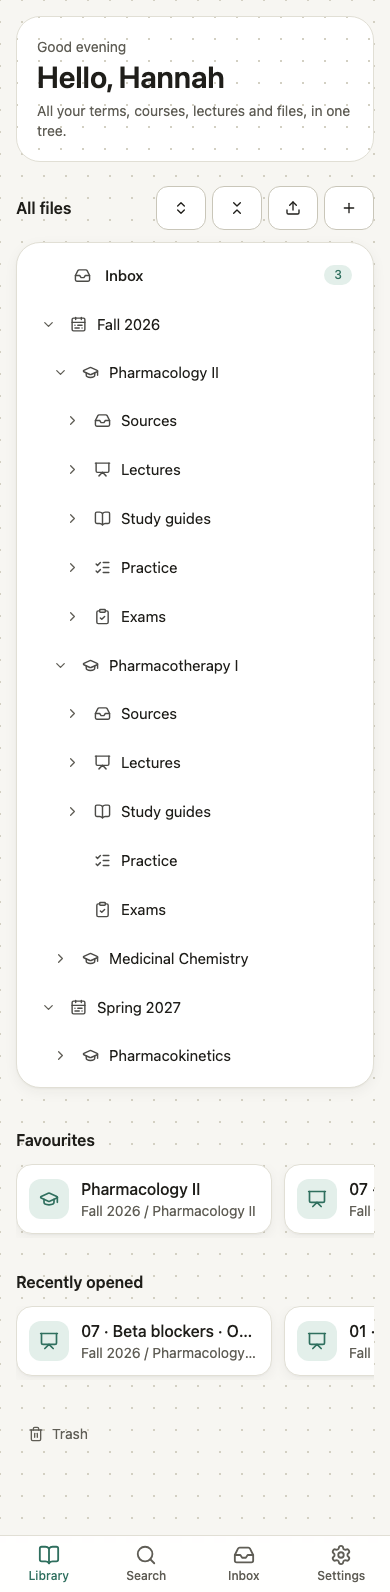 Good evening
Hello, Hannah
All your terms, courses, lectures and files, in one
tree.
All files
Inbox
3
Fall 2026
Pharmacology II
Sources
Lectures
Study guides
Practice
Exams
Pharmacotherapy I
Sources
Lectures
Study guides
Practice
Exams
Medicinal Chemistry
Spring 2027
Pharmacokinetics
Favourites
Pharmacology II
Fall 2026 / Pharmacology II
07
Fall
Recently opened
07 · Beta blockers · O...
Fall 2026 / Pharmacology...
01
Fall
Trash
Library
Search
Inbox
Settings